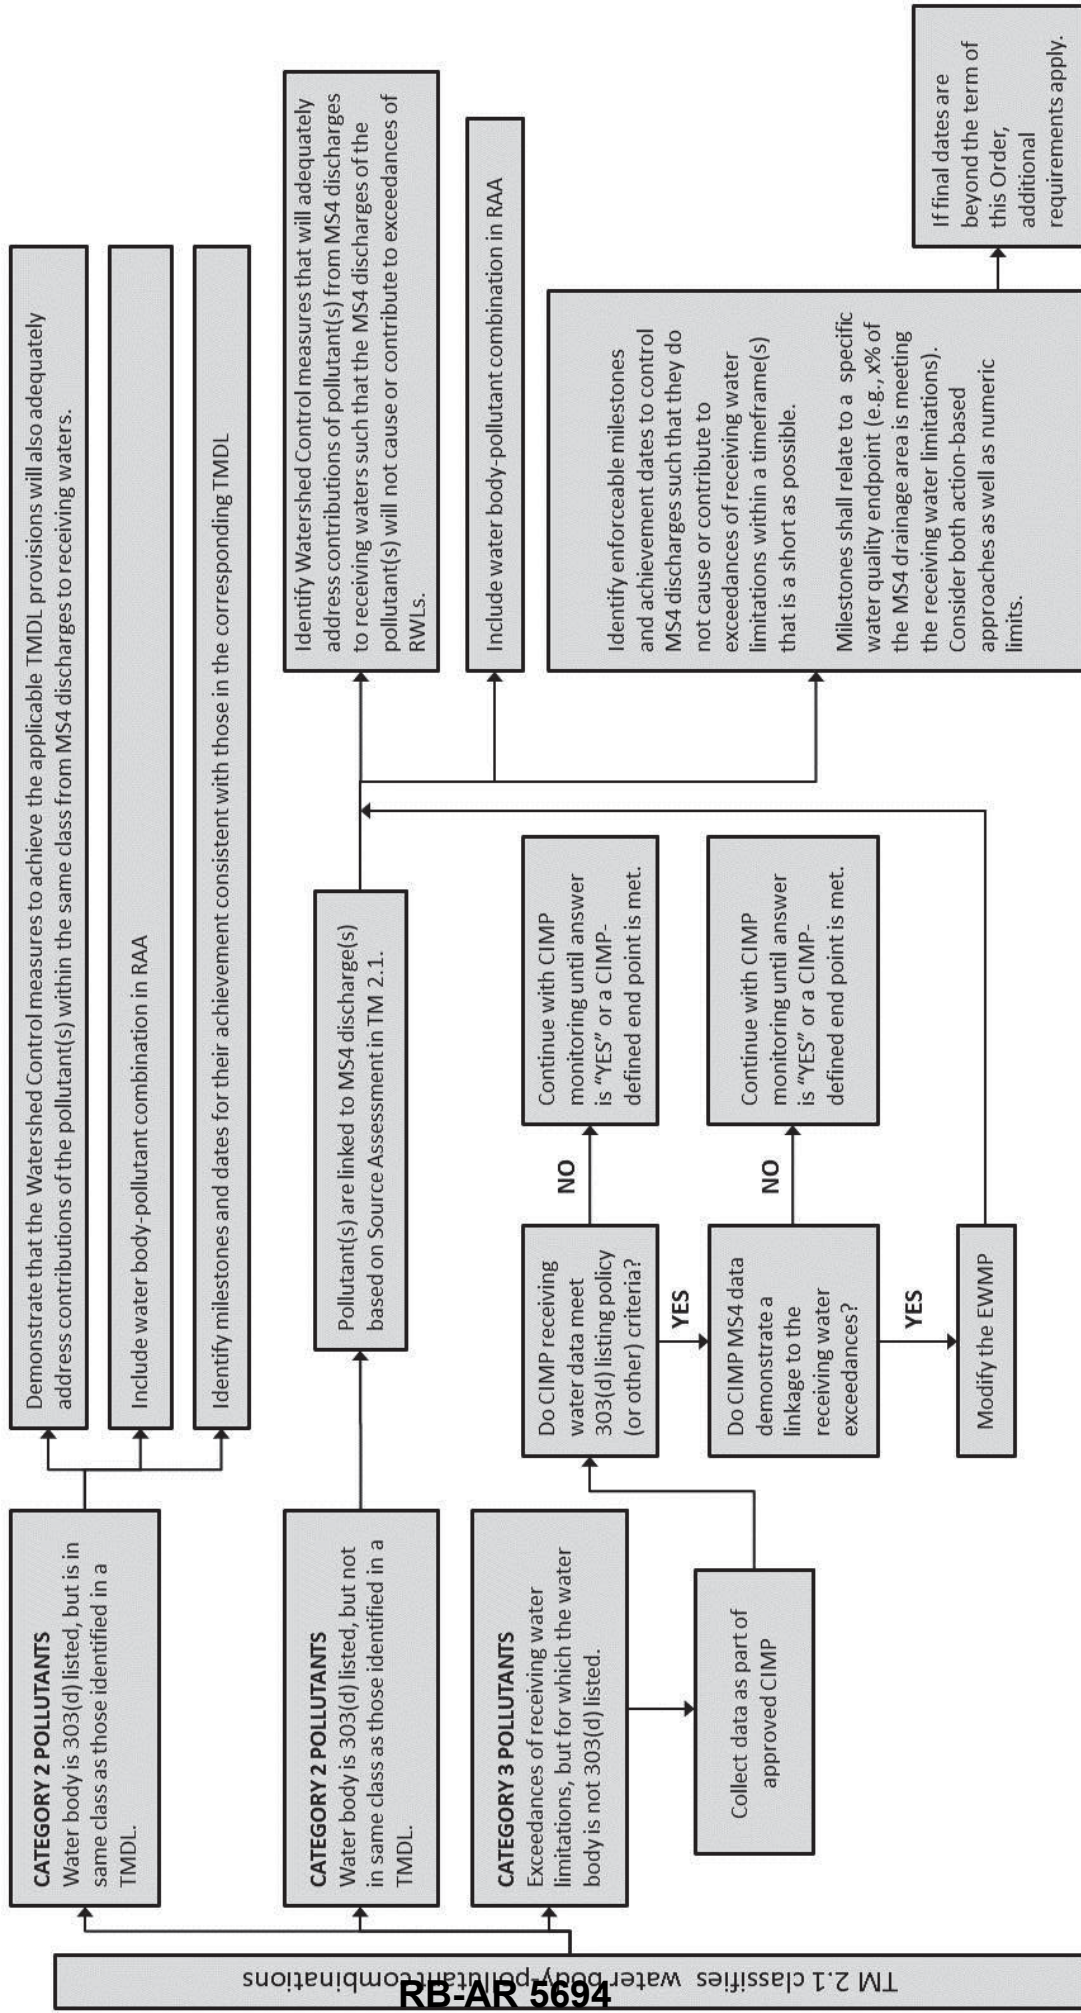 TM 2.1 classifies water body-pollutant combinations
CATEGORY 2 POLLUTANTS
Water body is 303(d) listed, but is in
same class as those identified in a
TMDL.
Demonstrate that the Watershed Control measures to achieve the applicable TMDL provisions will also adequately
address contributions of the pollutant(s) within the same class from MS4 discharges to receiving waters.
Include water body-pollutant combination in RAA
Identify milestones and dates for their achievement consistent with those in the corresponding TMDL
CATEGORY 2 POLLUTANTS
Water body is 303(d) listed, but not
in same class as those identified in a
TMDL.
Pollutant(s) are linked to MS4 discharge(s)
based on Source Assessment in TM 2.1.
Identify Watershed Control measures that will adequately
address contributions of pollutant(s) from MS4 discharges
to receiving waters such that the MS4 discharges of the
pollutant(s) will not cause or contribute to exceedances of
RWLs.
Include water body-pollutant combination in RAA
Identify enforceable milestones
and achievement dates to control
MS4 discharges such that they do
not cause or contribute to
exceedances of receiving water
limitations within a timeframe(s)
that is a short as possible.
Milestones shall relate to a specific
water quality endpoint (e.g., x% of
the MS4 drainage area is meeting
the receiving water limitations).
Consider both action-based
approaches as well as numeric
limits.
If final dates are
beyond the term of
this Order,
additional
requirements apply.
CATEGORY 3 POLLUTANTS
Exceedances of receiving water
limitations, but for which the water
body is not 303(d) listed.
Collect data as part of
approved CIMP
Do CIMP receiving
water data meet
303(d) listing policy
(or other) criteria?
NO
Continue with CIMP
monitoring until answer
is “YES” or a CIMP-
defined end point is met.
YES
Do CIMP MS4 data
demonstrate a
linkage to the
receiving water
exceedances?
NO
Continue with CIMP
monitoring until answer
is “YES” or a CIMP-
defined end point is met.
YES
Modify the EWMP
RB-AR 5694